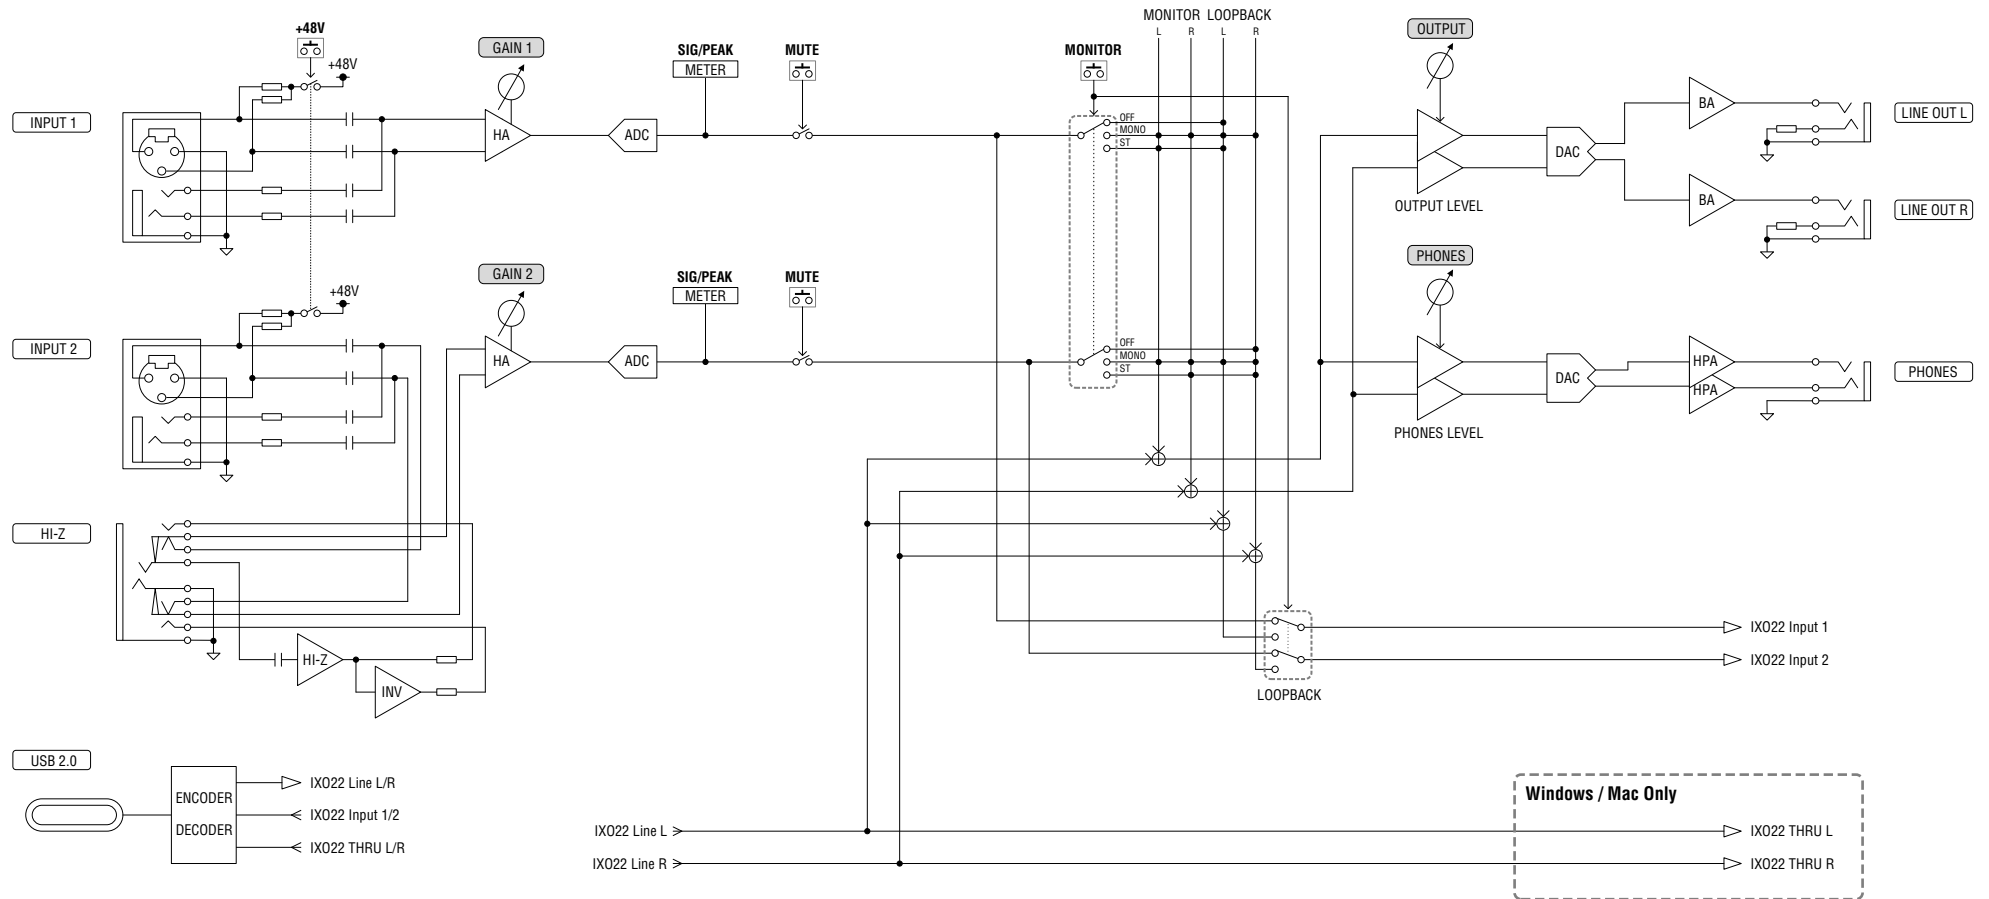 MONITOR LOOPBACK
L R L R
+48V
+48V
GAIN 1
SIG/PEAK
METER
MUTE
MONITOR
OUTPUT
INPUT 1
HA
ADC
OFF
MONO
ST
DAC
BA
LINE OUT L
OUTPUT LEVEL
BA
LINE OUT R
+48V
GAIN 2
SIG/PEAK
METER
MUTE
PHONES
INPUT 2
HA
ADC
OFF
MONO
ST
DAC
HPA
HPA
PHONES
PHONES LEVEL
HI-Z
HI-Z
INV
IXO22 Input 1
IXO22 Input 2
LOOPBACK
USB 2.0
ENCODER
DECODER
IXO22 Line L/R
IXO22 Input 1/2
IXO22 THRU L/R
IXO22 Line L
IXO22 Line R
Windows / Mac Only
IXO22 THRU L
IXO22 THRU R